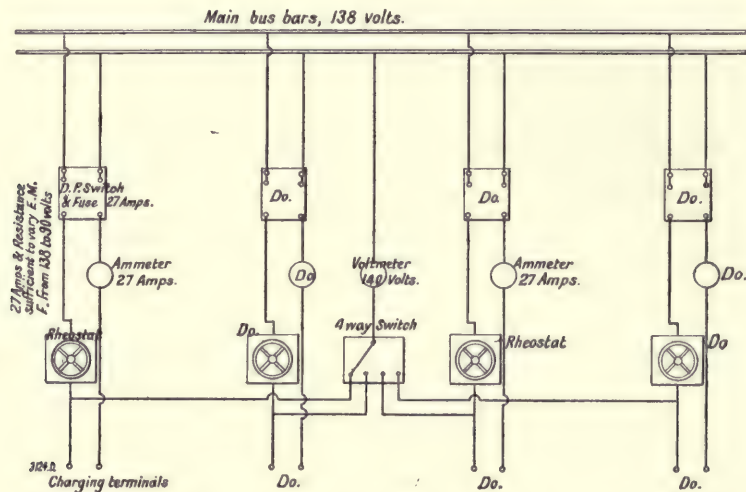 Main bus bars, 138 volts.
D.P. Switch
& Fuse 27 Amps.
Do.
Do
Do.
27 Amps & Resistance
sufficient to vary E.M.
F. From 138 to 90 volts
Ammeter
27 Amps.
Do
Voltmeter
140 Volts.
Ammeter
27 Amps.
Do.
Rheostat
Do.
4 way Switch
Rheostat
Do
3124.D.
Charging terminals
Do.
Do.
Do.